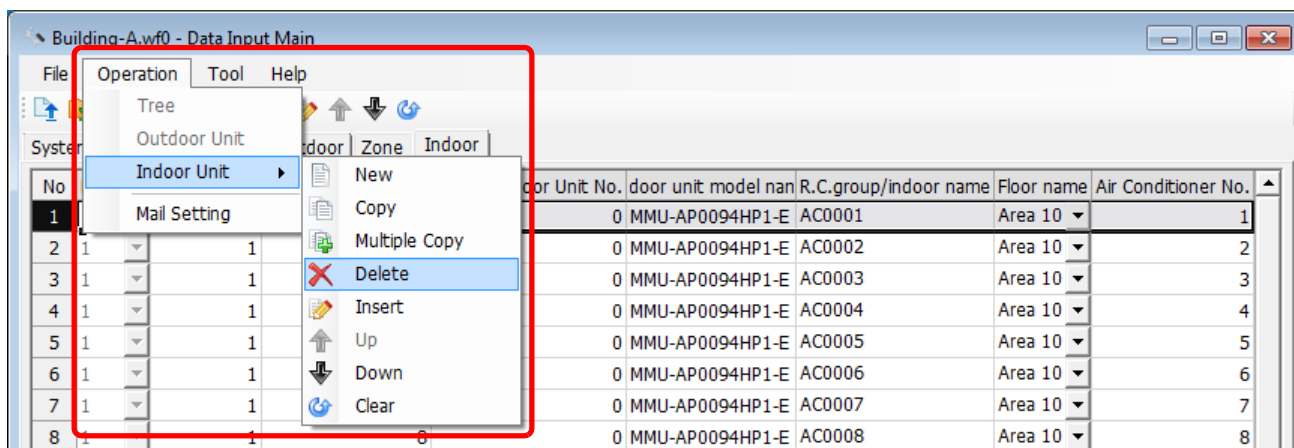 Building-A.wf0 - Data Input Main
File Operation Tool Help
Tree
Outdoor Unit
Indoor Unit
Mail Setting
New
Copy
Multiple Copy
Delete
Insert
Up
Down
Clear
Zone Indoor
No Unit No. door unit model nan R.C.group/indoor name Floor name Air Conditioner No.
1 0 MMU-AP0094HP1-E AC0001 Area 10 1
2 1 1 0 MMU-AP0094HP1-E AC0002 Area 10 2
3 1 1 0 MMU-AP0094HP1-E AC0003 Area 10 3
4 1 1 0 MMU-AP0094HP1-E AC0004 Area 10 4
5 1 1 0 MMU-AP0094HP1-E AC0005 Area 10 5
6 1 1 0 MMU-AP0094HP1-E AC0006 Area 10 6
7 1 1 0 MMU-AP0094HP1-E AC0007 Area 10 7
8 1 1 8 0 MMU-AP0094HP1-E AC0008 Area 10 8